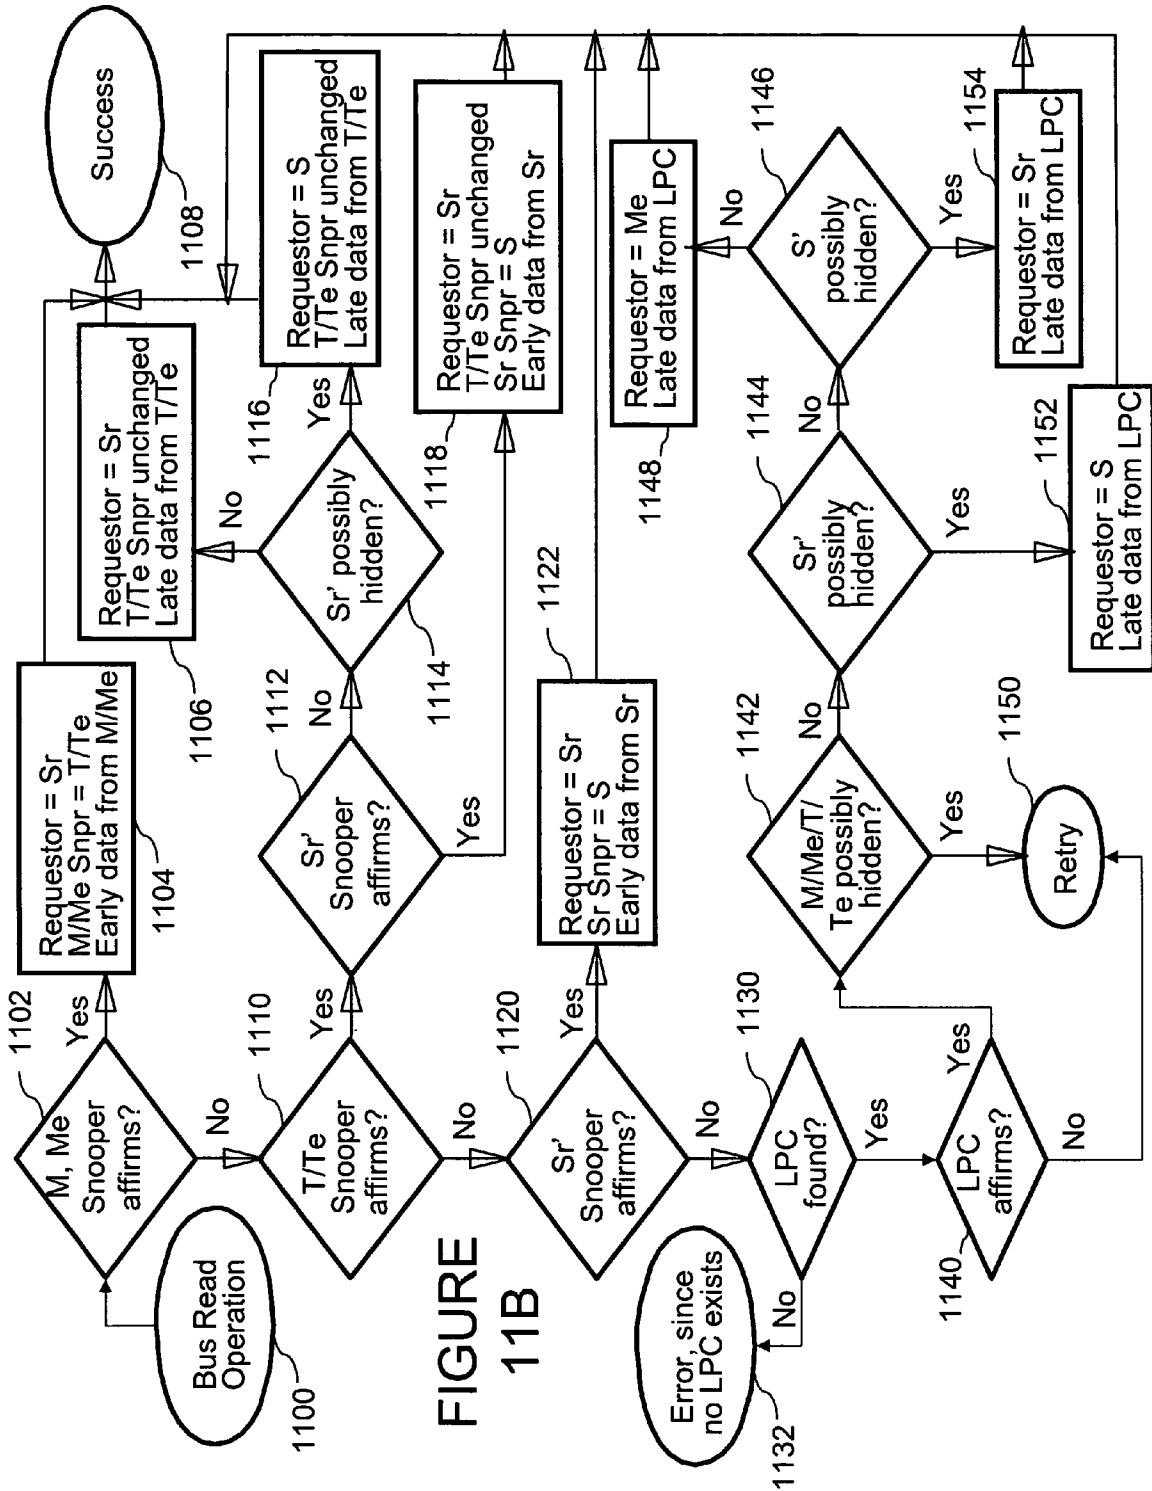 Bus Read
Operation
1100
M, Me
Snooper
affirms?
1102
Yes
No
Requestor = Sr
M/Me Snpr = T/Te
Early data from M/Me
1104
Requestor = Sr
T/Te Snpr unchanged
Late data from T/Te
1106
Success
1108
T/Te
Snooper
affirms?
1110
Yes
No
Sr'
Snooper
affirms?
1112
No
Yes
Sr' possibly
hidden?
1114
No
Yes
Requestor = S
T/Te Snpr unchanged
Late data from T/Te
1116
Requestor = Sr
T/Te Snpr unchanged
Sr Snpr = S
Early data from Sr
1118
Sr'
Snooper
affirms?
1120
Yes
No
Requestor = Sr
Sr Snpr = S
Early data from Sr
1122
LPC
found?
1130
No
Yes
Error, since
no LPC exists
1132
LPC
affirms?
1140
Yes
No
M/Me/T/
Te possibly
hidden?
1142
No
Yes
Sr'
possibly
hidden?
1144
No
Yes
S'
possibly
hidden?
1146
No
Yes
Requestor = Me
Late data from LPC
1148
Retry
1150
Requestor = S
Late data from LPC
1152
Requestor = Sr
Late data from LPC
1154
FIGURE
11B